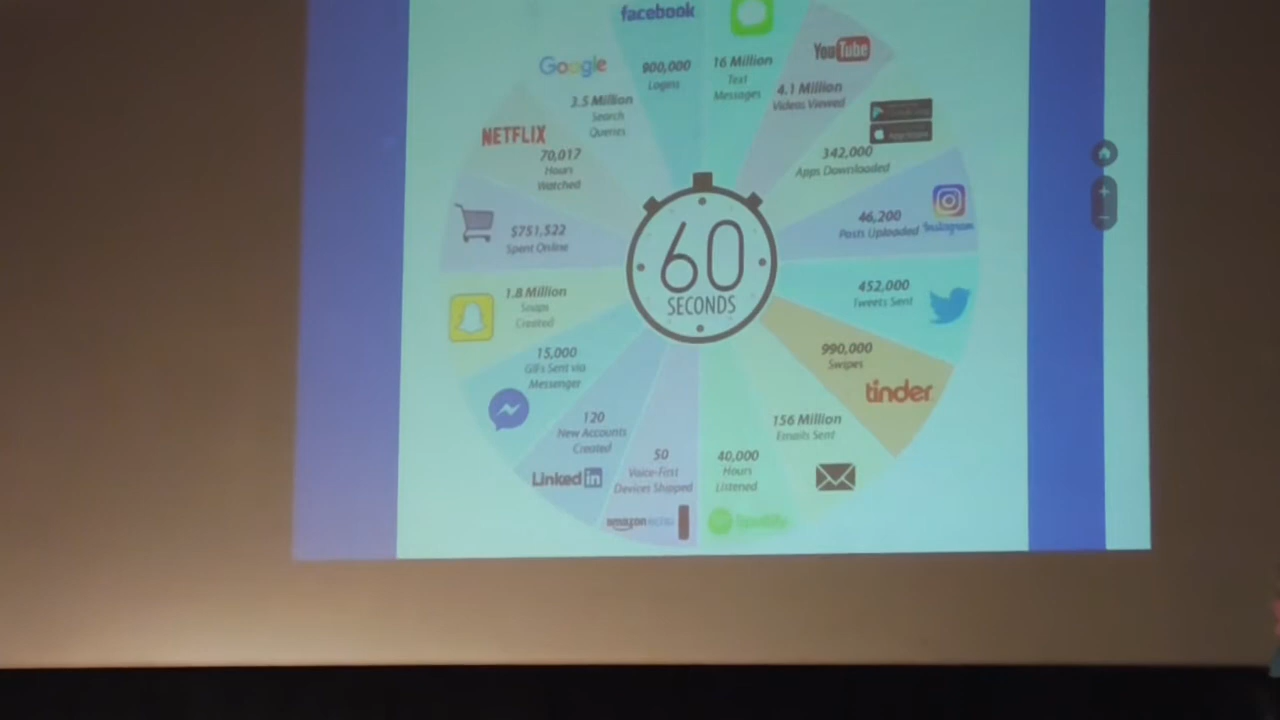 facebook
900,000
Logins
16 Million
Text
Messages
YouTube
4.1 Million
Videos Viewed
342,000
Apps Downloaded
Instagram
46,200
Posts Uploaded
452,000
Tweets Sent
990,000
Swipes
tinder
156 Million
Emails Sent
40,000
Hours
Listened
Spotify
50
Voice-First
Devices Shipped
amazon echo
120
New Accounts
Created
Linked in
15,000
GIFs Sent via
Messenger
1.8 Million
Snaps
Created
$751,522
Spent Online
NETFLIX
70,017
Hours
Watched
Google
3.5 Million
Search
Queries
60
SECONDS